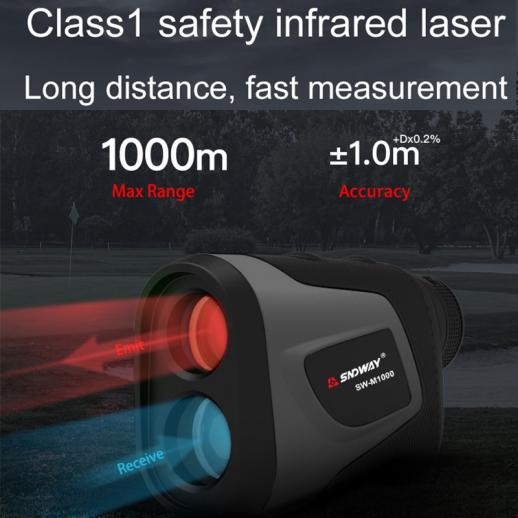 Class1 safety infrared laser
Long distance, fast measurement
1000m
Max Range
±1.0m+Dx0.2%
Accuracy
Emit
SNDWAY®
SW-M1000
Receive